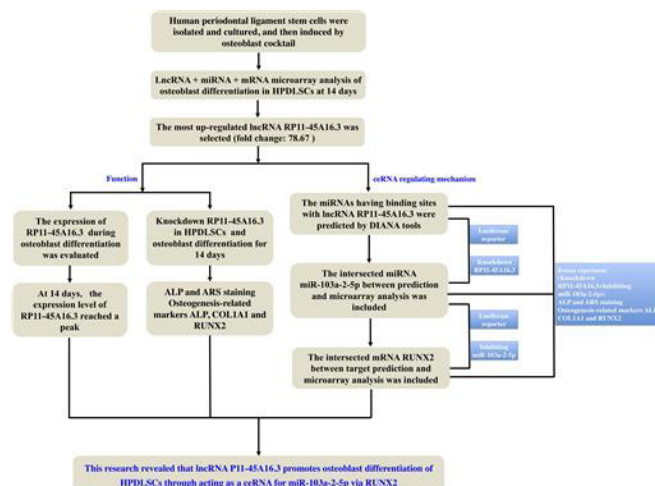 Human periodontal ligament stem cells were
isolated and cultured, and then induced by
osteoblast cocktail
LncRNA + miRNA + mRNA microarray analysis of
osteoblast differentiation in HPDLSCs at 14 days
The most up-regulated lncRNA RP11-45A16.3 was
selected (fold change: 78.67 )
Function
ceRNA regulating mechanism
The expression of
RP11-45A16.3 during
osteoblast differentiation
was evaluated
Knockdown RP11-45A16.3
in HPDLSCs and
osteoblast differentiation for
14 days
The miRNAs having binding sites
with lncRNA RP11-45A16.3 were
predicted by DIANA tools
Luciferase
reporter
Knockdown
RP11-45A16.3
At 14 days, the
expression level of
RP11-45A16.3 reached a
peak
ALP and ARS staining
Osteogenesis-related
markers ALP, COL1A1 and
RUNX2
The intersected miRNA
miR-103a-2-5p between prediction
and microarray analysis was
included
Rescue experiment
(Knockdown
RP11-45A16.3+Inhibiting
miR-103a-2-5p):
ALP and ARS staining
Osteogenesis-related markers ALP,
COL1A1 and RUNX2
Luciferase
reporter
Inhibiting
miR-103a-2-5p
The intersected mRNA RUNX2
between target prediction and
microarray analysis was included
This research revealed that lncRNA P11-45A16.3 promotes osteoblast differentiation of
HPDLSCs through acting as a ceRNA for miR-103a-2-5p via RUNX2